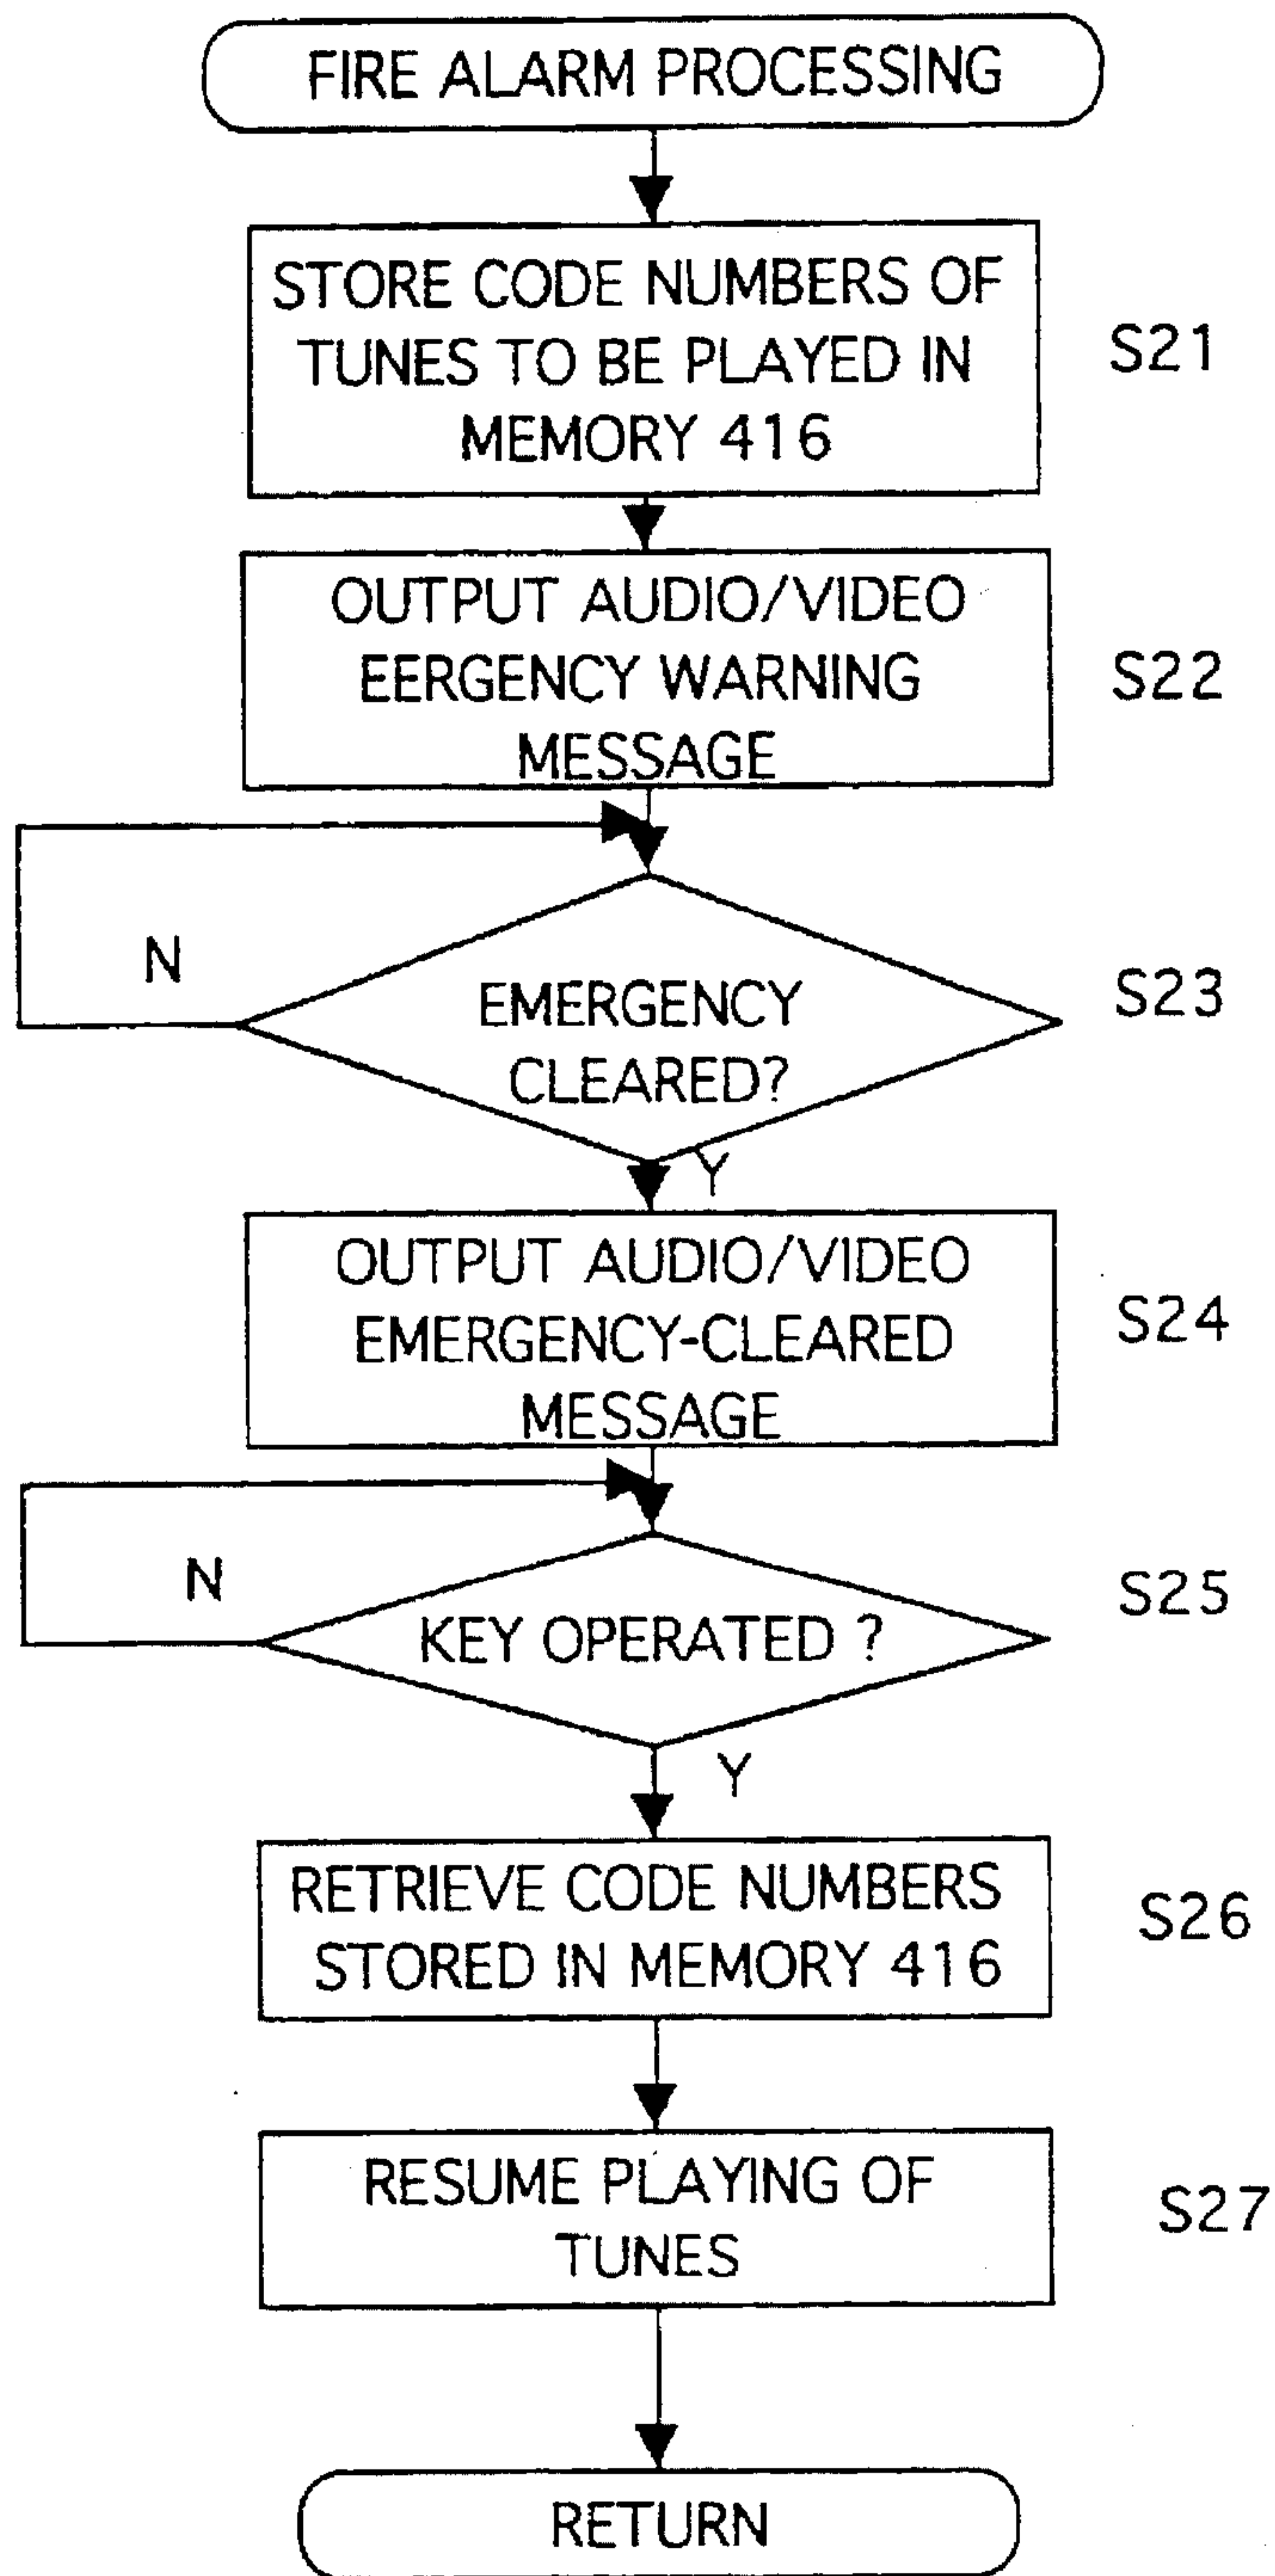 FIRE ALARM PROCESSING
STORE CODE NUMBERS OF
TUNES TO BE PLAYED IN
MEMORY 416
S21
OUTPUT AUDIO/VIDEO
EERGENCY WARNING
MESSAGE
S22
N
EMERGENCY
CLEARED?
S23
Y
OUTPUT AUDIO/VIDEO
EMERGENCY-CLEARED
MESSAGE
S24
N
KEY OPERATED ?
S25
Y
RETRIEVE CODE NUMBERS
STORED IN MEMORY 416
S26
RESUME PLAYING OF
TUNES
S27
RETURN